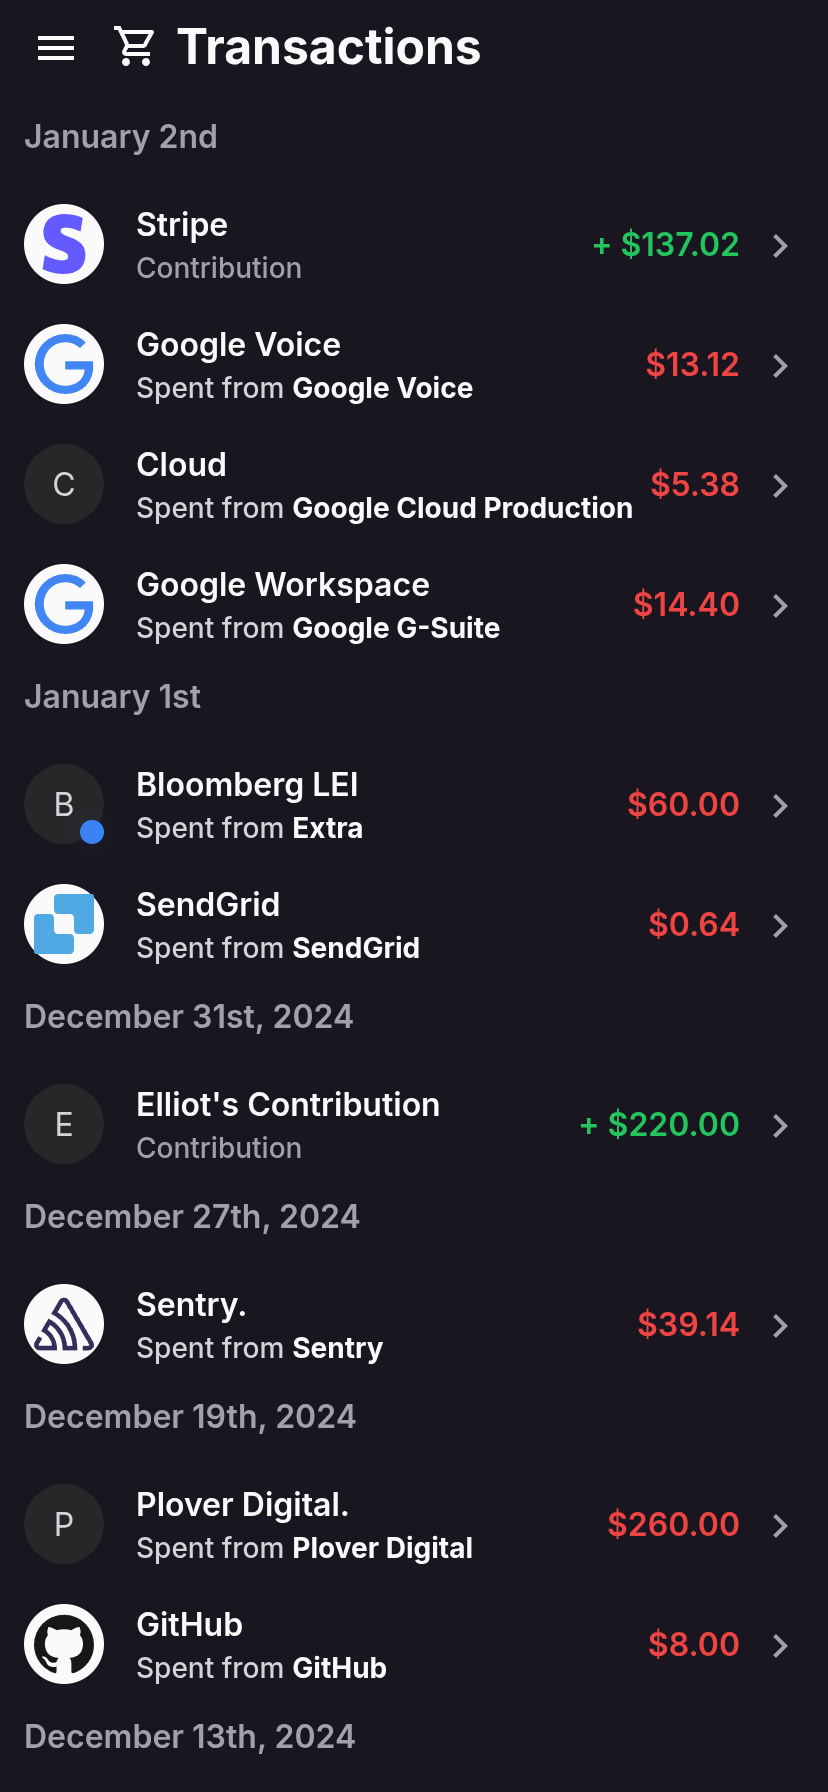 Transactions
January 2nd
Stripe
Contribution
+ $137.02
Google Voice
Spent from Google Voice
$13.12
C
Cloud
Spent from Google Cloud Production
$5.38
Google Workspace
Spent from Google G-Suite
$14.40
January 1st
B
Bloomberg LEI
Spent from Extra
$60.00
SendGrid
Spent from SendGrid
$0.64
December 31st, 2024
E
Elliot's Contribution
Contribution
+ $220.00
December 27th, 2024
Sentry.
Spent from Sentry
$39.14
December 19th, 2024
P
Plover Digital.
Spent from Plover Digital
$260.00
GitHub
Spent from GitHub
$8.00
December 13th, 2024